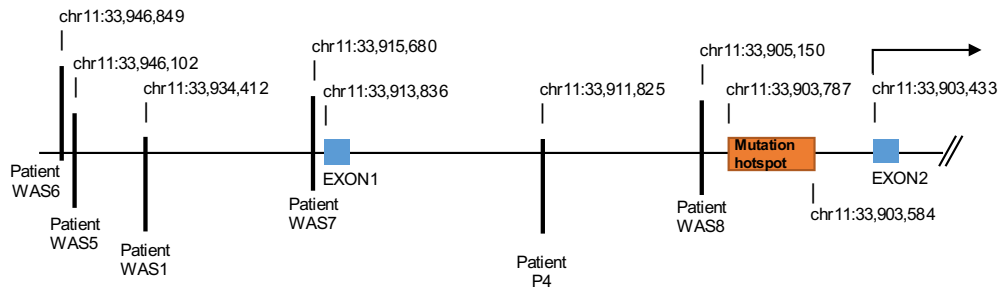 chr11:33,946,849
chr11:33,946,102
chr11:33,934,412
chr11:33,915,680
chr11:33,913,836
chr11:33,911,825
chr11:33,905,150
chr11:33,903,787
chr11:33,903,433
Mutation
hotspot
EXON1
EXON2
chr11:33,903,584
Patient
WAS6
Patient
WAS5
Patient
WAS1
Patient
WAS7
Patient
P4
Patient
WAS8